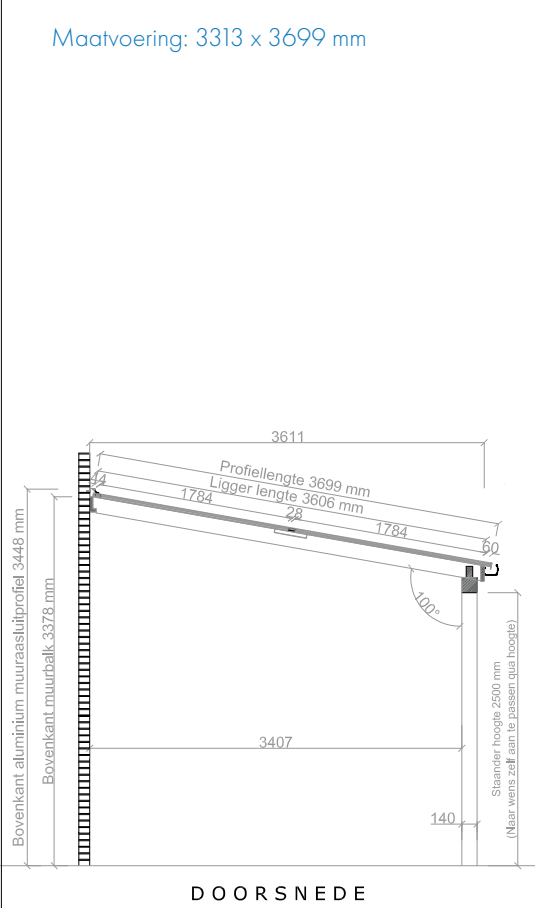 Maatvoering: 3313 x 3699 mm
3611
Profiellengte 3699 mm
Ligger lengte 3606 mm
44
1784
28
1784
60
100°
Bovenkant aluminium muuraasluitprofiel 3448 mm
Bovenkant muurbalk 3378 mm
3407
140
Staander hoogte 2500 mm
(Naar wens zelf aan te passen qua hoogte)
DOORSNEDE